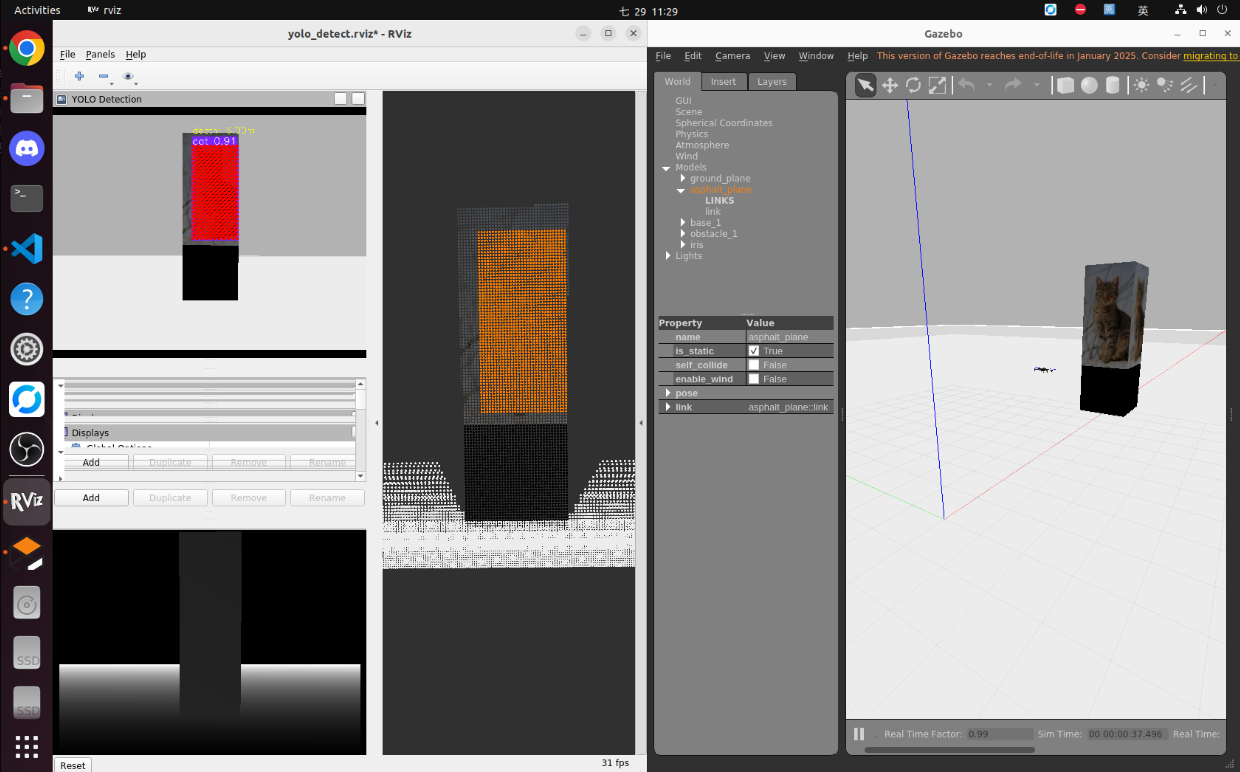 Activities
rviz
七 29 11:29
英
yolo_detect.rviz* - RViz
File Panels Help
YOLO Detection
cat 0.91
Displays
Add Duplicate Remove Rename
Add Duplicate Remove Rename
Reset
31 fps
RViz
SSD
SSD
Gazebo
File Edit Camera View Window Help
This version of Gazebo reaches end-of-life in January 2025. Consider migrating to
World Insert Layers
GUI
Scene
Spherical Coordinates
Physics
Atmosphere
Wind
Models
ground_plane
asphalt_plane
LINKS
link
base_1
obstacle_1
iris
Lights
Property Value
name asphalt_plane
is_static True
self_collide False
enable_wind False
pose
link asphalt_plane::link
Real Time Factor: 0.99 Sim Time: 00 00:00:37.496 Real Time: